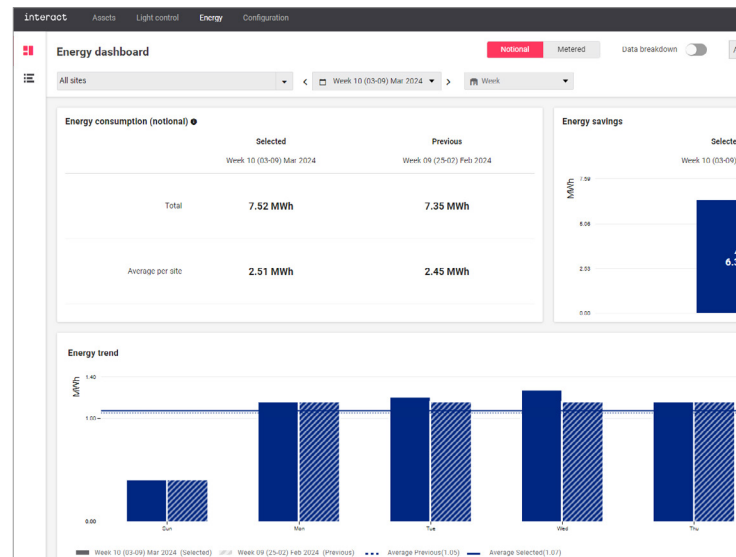 interact Assets Light control Energy Configuration
Energy dashboard Notional Metered Data breakdown
All sites Week 10 (03-09) Mar 2024 Week
Energy consumption (notional)
Selected Previous
Week 10 (03-09) Mar 2024 Week 09 (25-02) Feb 2024
Total 7.52 MWh 7.35 MWh
Average per site 2.51 MWh 2.45 MWh
Energy savings
Selecte
Week 10 (03-09)
MWh
7.59
5.06
2.53
0.00
6.3
Energy trend
MWh
1.40
1.00
0.00
Sun Mon Tue Wed Thu
Week 10 (03-09) Mar 2024 (Selected) Week 09 (25-02) Feb 2024 (Previous) Average Previous(1.05) Average Selected(1.07)